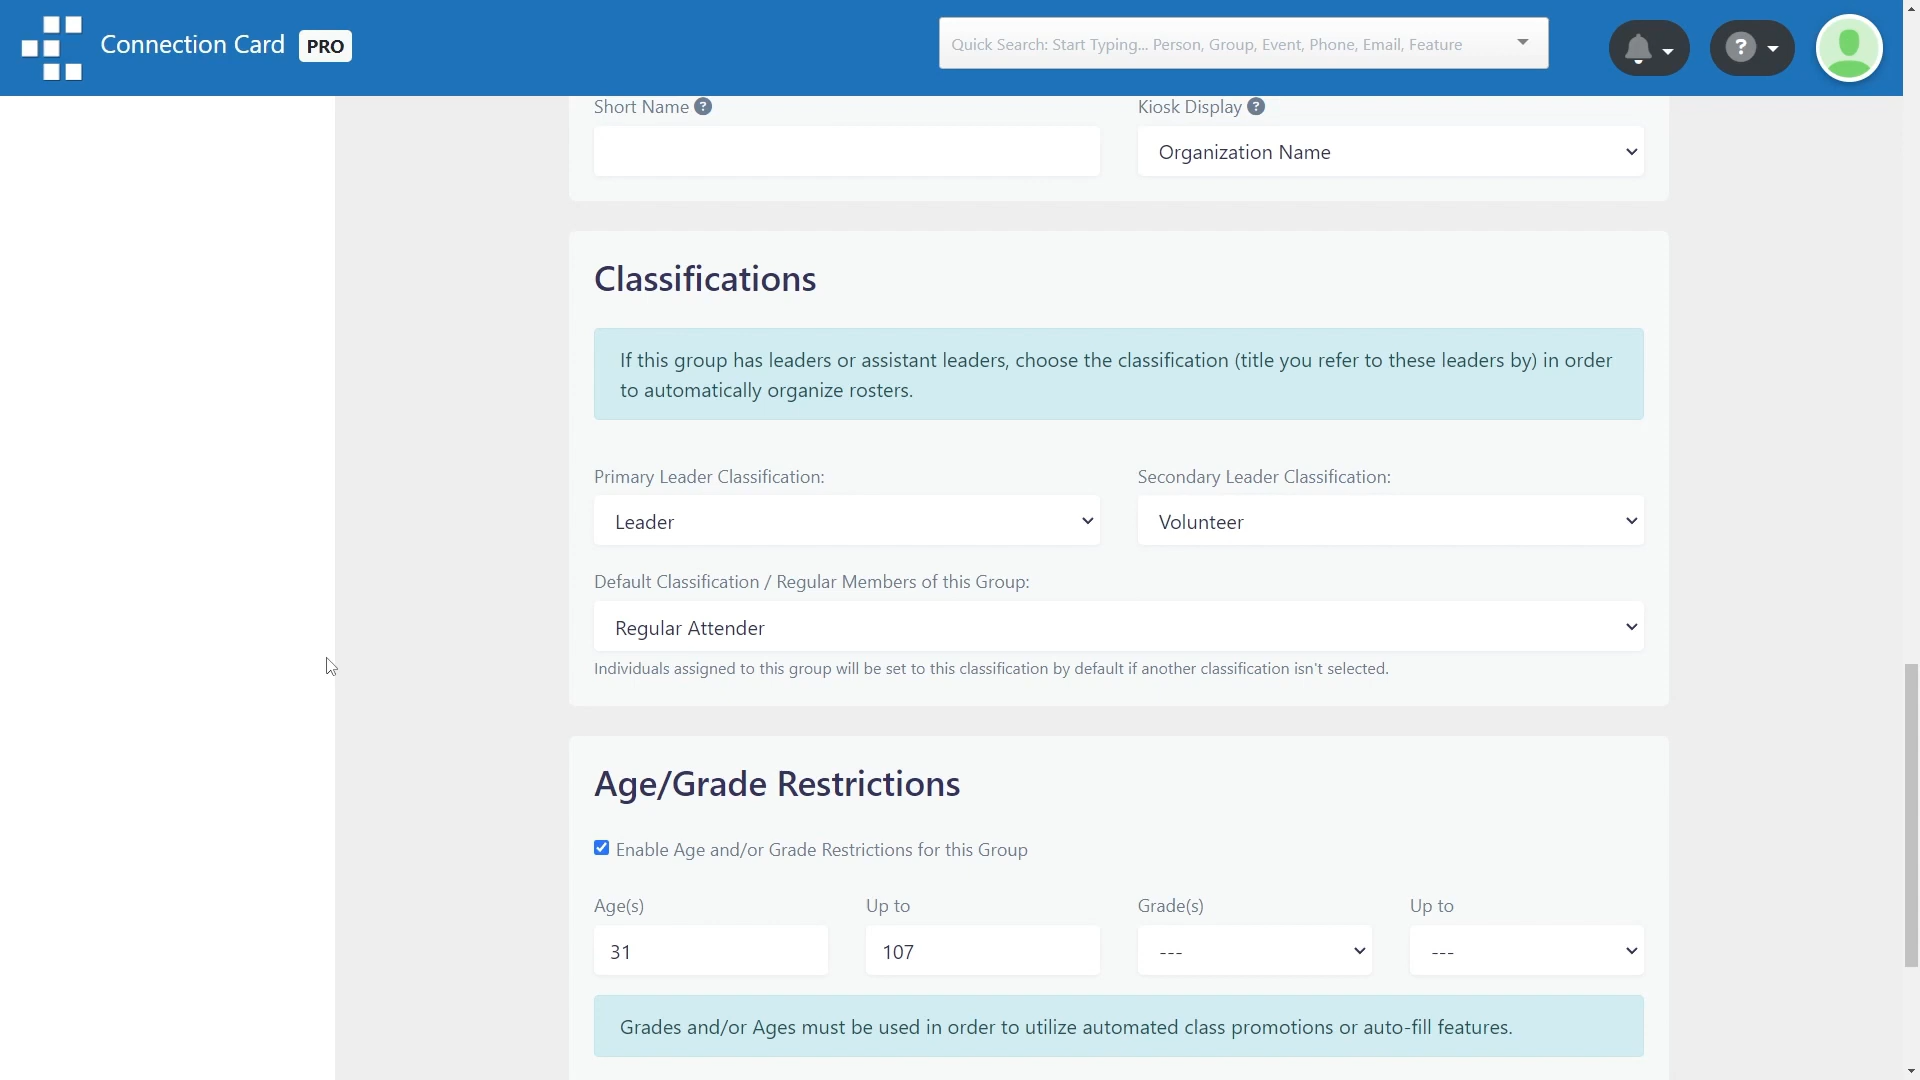 Connection Card PRO
Quick Search: Start Typing... Person, Group, Event, Phone, Email, Feature
?
Short Name ?
Kiosk Display ?
Organization Name
Classifications
If this group has leaders or assistant leaders, choose the classification (title you refer to these leaders by) in order
to automatically organize rosters.
Primary Leader Classification:
Secondary Leader Classification:
Leader
Volunteer
Default Classification / Regular Members of this Group:
Regular Attender
Individuals assigned to this group will be set to this classification by default if another classification isn't selected.
Age/Grade Restrictions
Enable Age and/or Grade Restrictions for this Group
Age(s)
Up to
Grade(s)
Up to
31
107
---
---
Grades and/or Ages must be used in order to utilize automated class promotions or auto-fill features.